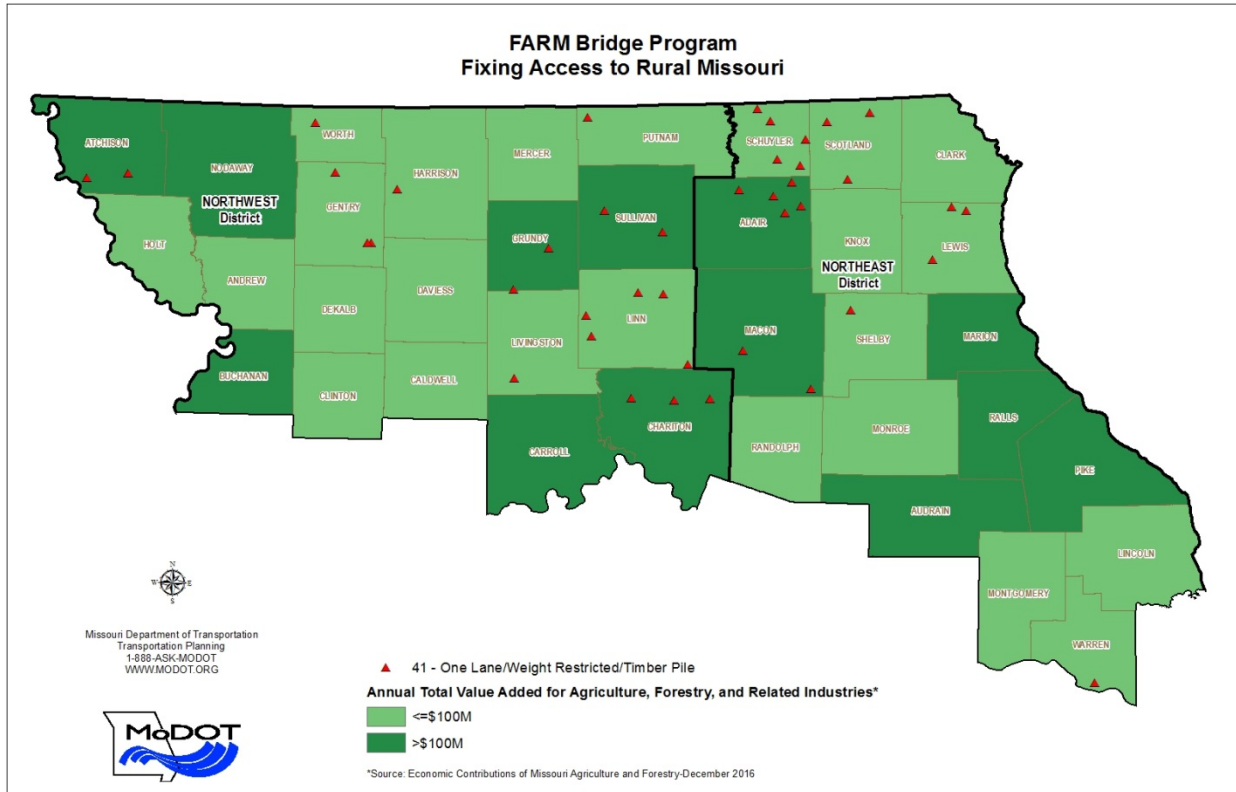 FARM Bridge Program
Fixing Access to Rural Missouri
ATCHISON
NODAWAY
WORTH
GENTRY
HARRISON
MERCER
PUTNAM
SCHUYLER
SCOTLAND
CLARK
NORTHWEST
District
HOLT
ANDREW
DEKALB
DAVIESS
GRUNDY
SULLIVAN
ADAIR
KNOX
LEWIS
NORTHEAST
District
BUCHANAN
CLINTON
CALDWELL
LIVINGSTON
LINN
MACON
SHELBY
MARION
CARROLL
CHARITON
RANDOLPH
MONROE
RALLS
PIKE
AUDRAIN
LINCOLN
MONTGOMERY
WARREN
N
W E
S
Missouri Department of Transportation
Transportation Planning
1-888-ASK-MODOT
WWW.MODOT.ORG
MoDOT
41 - One Lane/Weight Restricted/Timber Pile
Annual Total Value Added for Agriculture, Forestry, and Related Industries*
<=$100M
>$100M
*Source: Economic Contributions of Missouri Agriculture and Forestry-December 2016